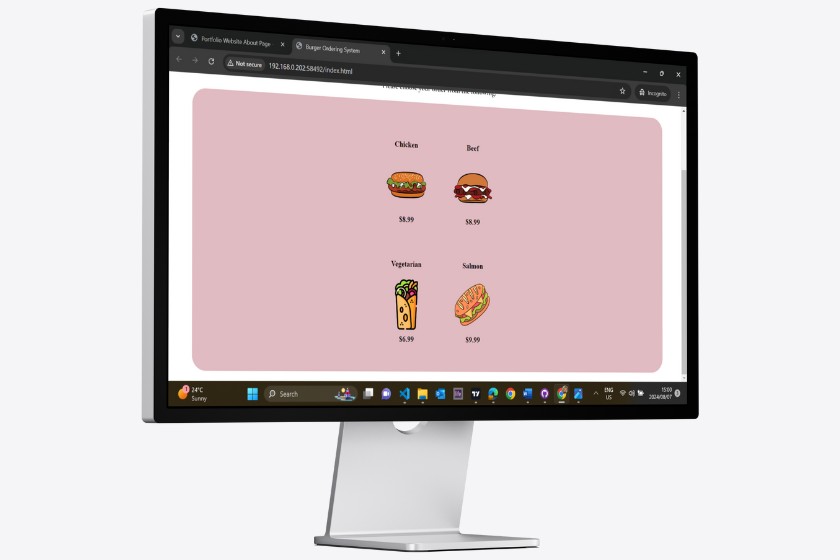 Portfolio Website About Page
Burger Ordering System
Not secure
192.168.0.202:58492/index.html
Incognito
Chicken
Beef
$8.99
$8.99
Vegetarian
Salmon
$6.99
$9.99
1
24°C
Sunny
Search
ENG
US
15:00
2024/08/07